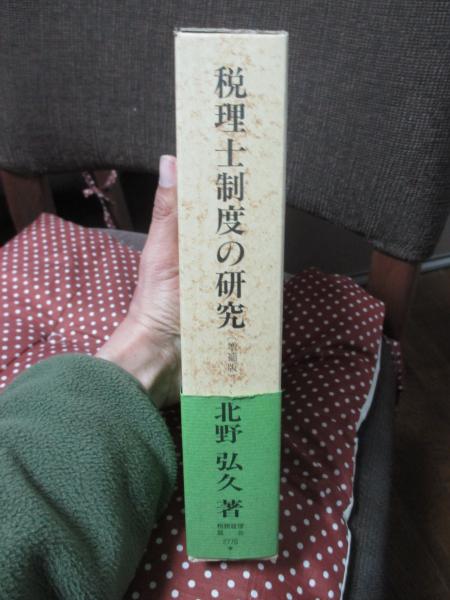 税理士制度の研究
増補版
北野弘久 著